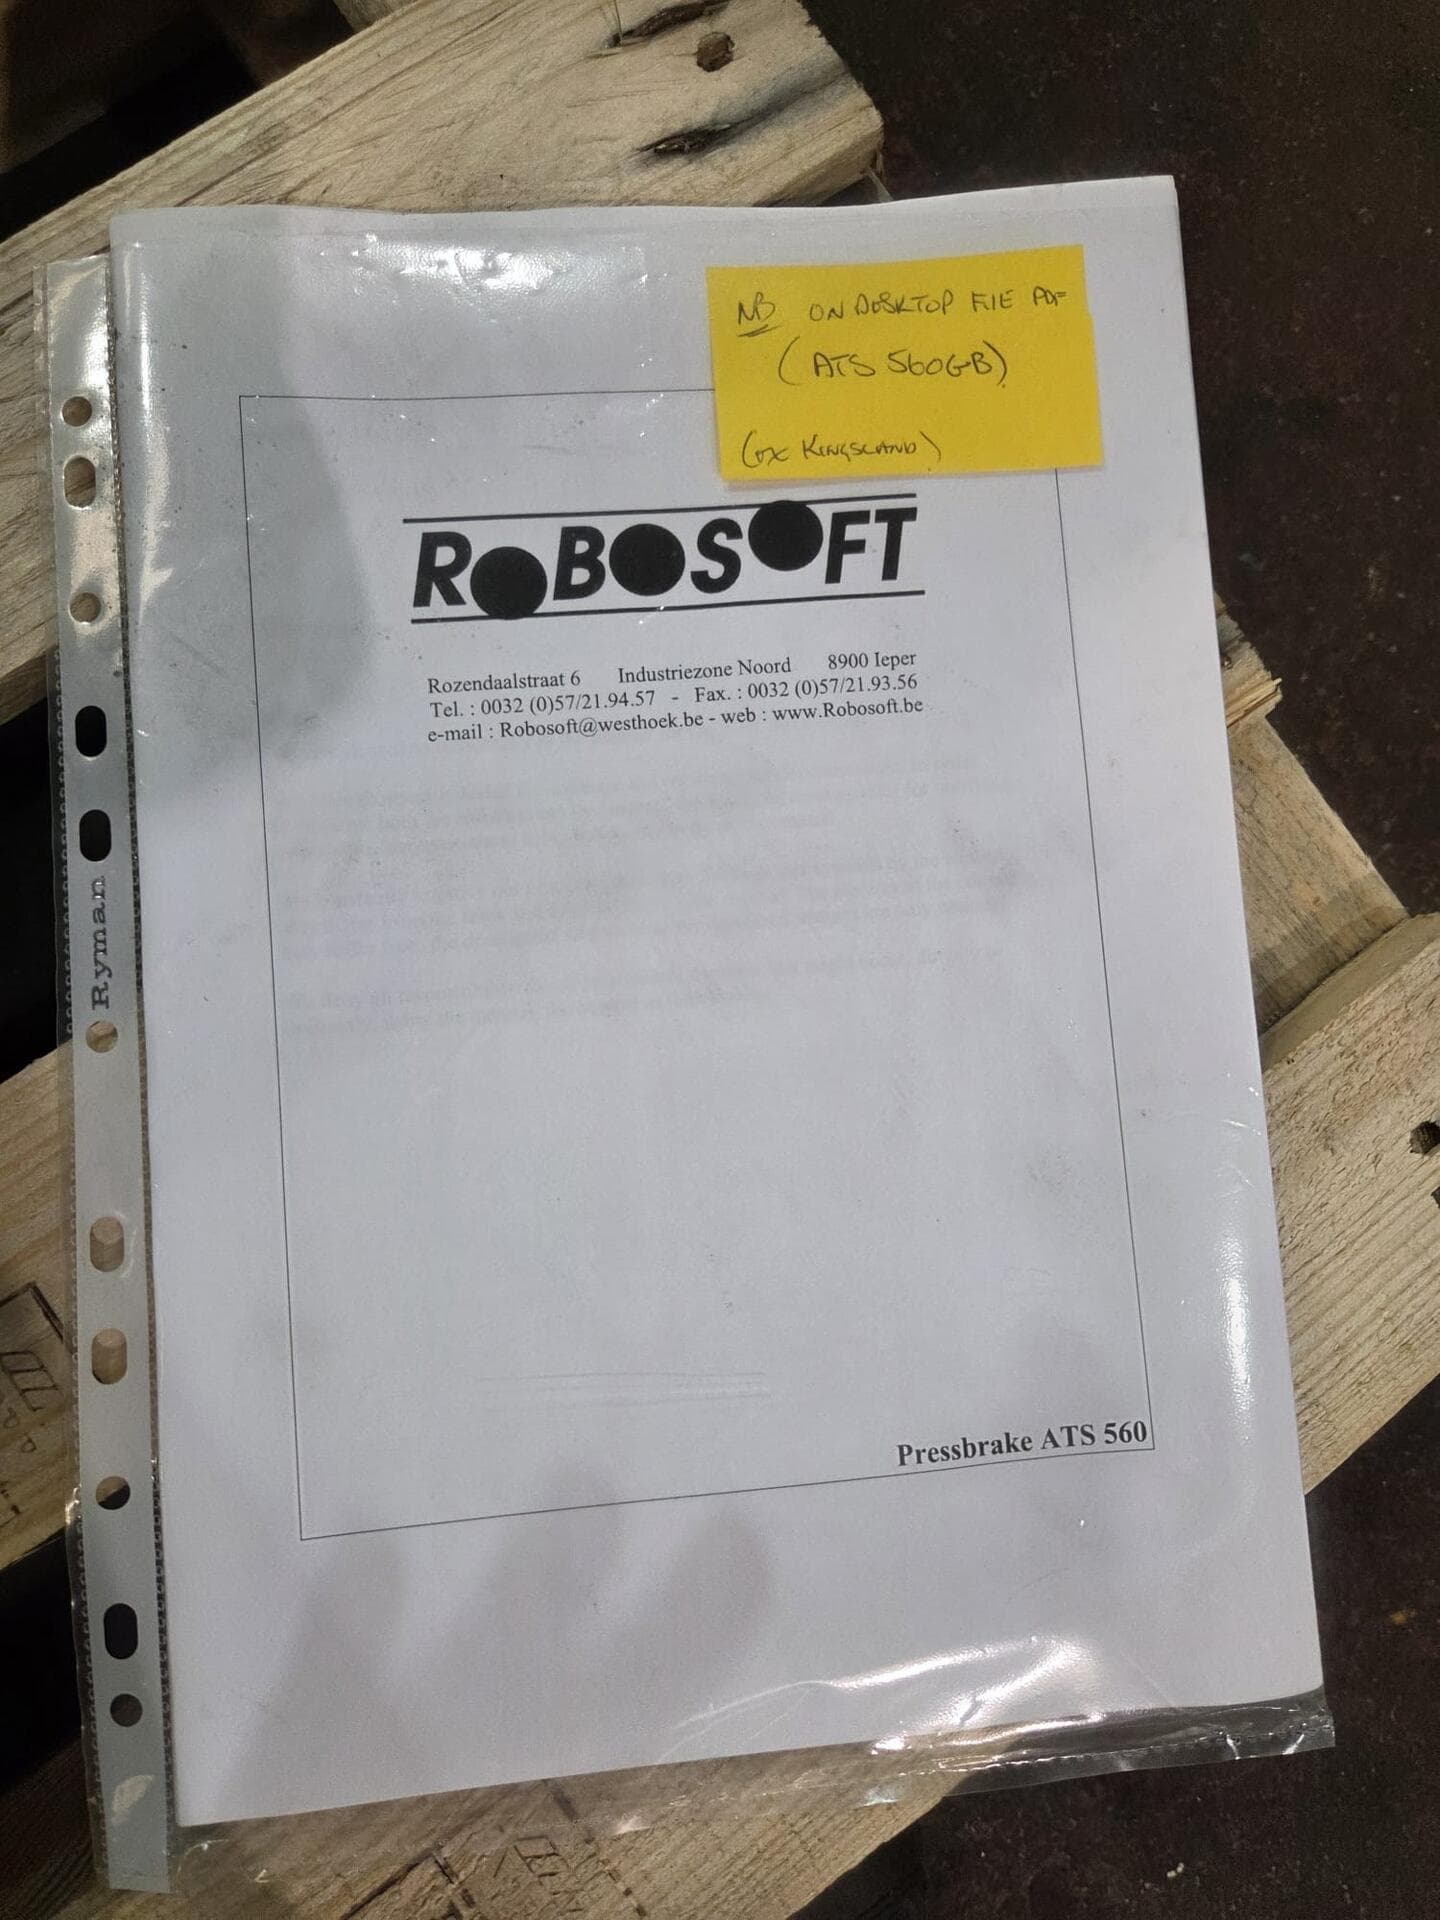 NB ON DESKTOP FILE PDF
(ATS 560GB)
(EX KINGSLAND)
ROBOSOFT
Rozendaalstraat 6 Industriezone Noord 8900 Ieper
Tel. : 0032 (0)57/21.94.57 - Fax. : 0032 (0)57/21.93.56
e-mail : Robosoft@westhoek.be - web : www.Robosoft.be
Ryman
Pressbrake ATS 560